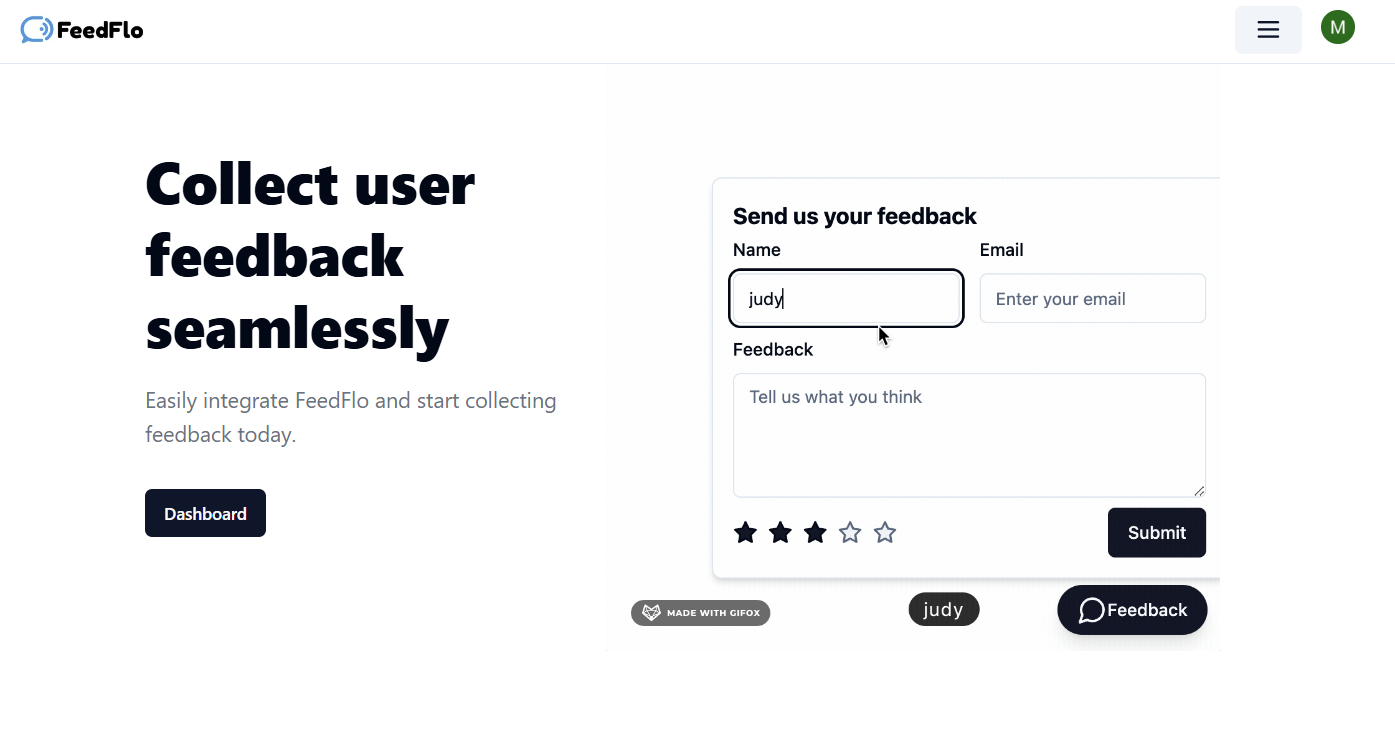 FeedFlo
M
Collect user
feedback
seamlessly
Easily integrate FeedFlo and start collecting
feedback today.
Dashboard
Send us your feedback
Name
Email
judy
Enter your email
Feedback
Tell us what you think
Submit
MADE WITH GIFOX
judy
Feedback